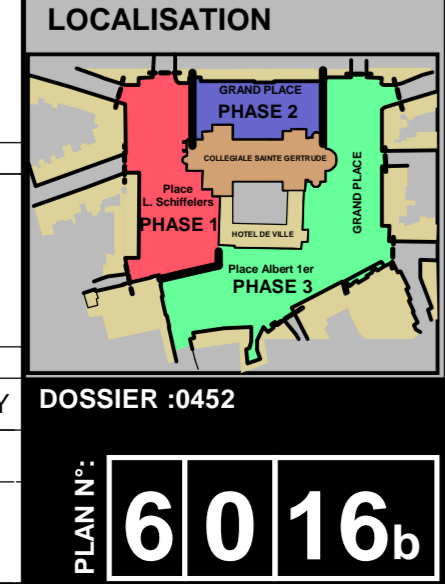 LOCALISATION
GRAND PLACE
PHASE 2
COLLEGIALE SAINTE GERTRUDE
GRAND PLACE
Place
L. Schiffelers
PHASE 1
HOTEL DE VILLE
Place Albert 1er
PHASE 3
Y
DOSSIER :0452
PLAN N°:
6 0 16b